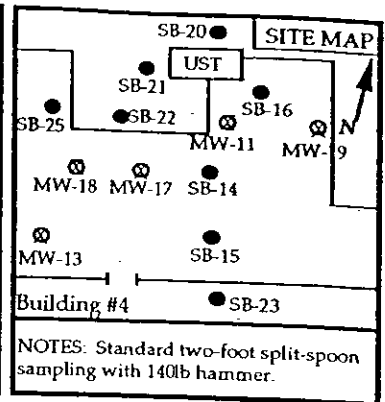 SB-20
SITE MAP
UST
SB-21
SB-16
SB-25
SB-22
MW-11
MW-19
N
MW-18
MW-17
SB-14
MW-13
SB-15
Building #4
SB-23
NOTES: Standard two-foot split-spoon
sampling with 140lb hammer.